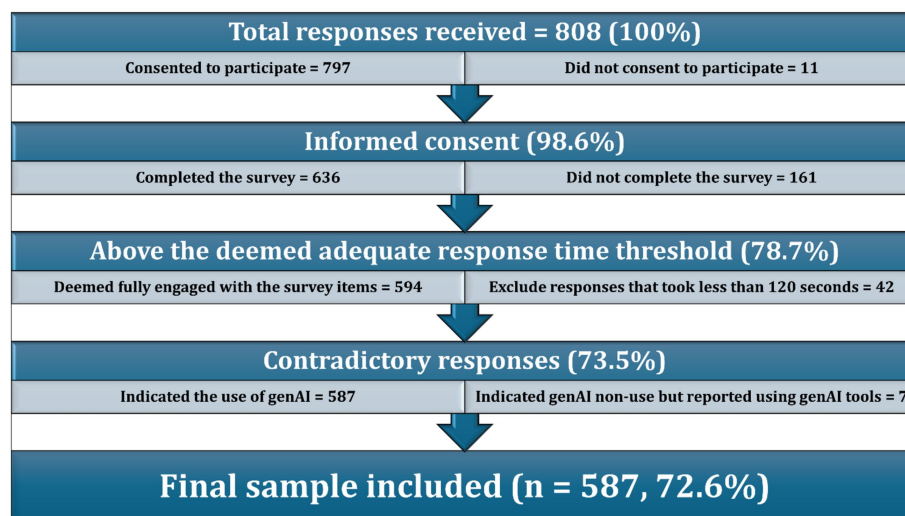 Total responses received = 808 (100%)
Consented to participate = 797
Did not consent to participate = 11
Informed consent (98.6%)
Completed the survey = 636
Did not complete the survey = 161
Above the deemed adequate response time threshold (78.7%)
Deemed fully engaged with the survey items = 594
Exclude responses that took less than 120 seconds = 42
Contradictory responses (73.5%)
Indicated the use of genAI = 587
Indicated genAI non-use but reported using genAI tools = 7
Final sample included (n = 587, 72.6%)